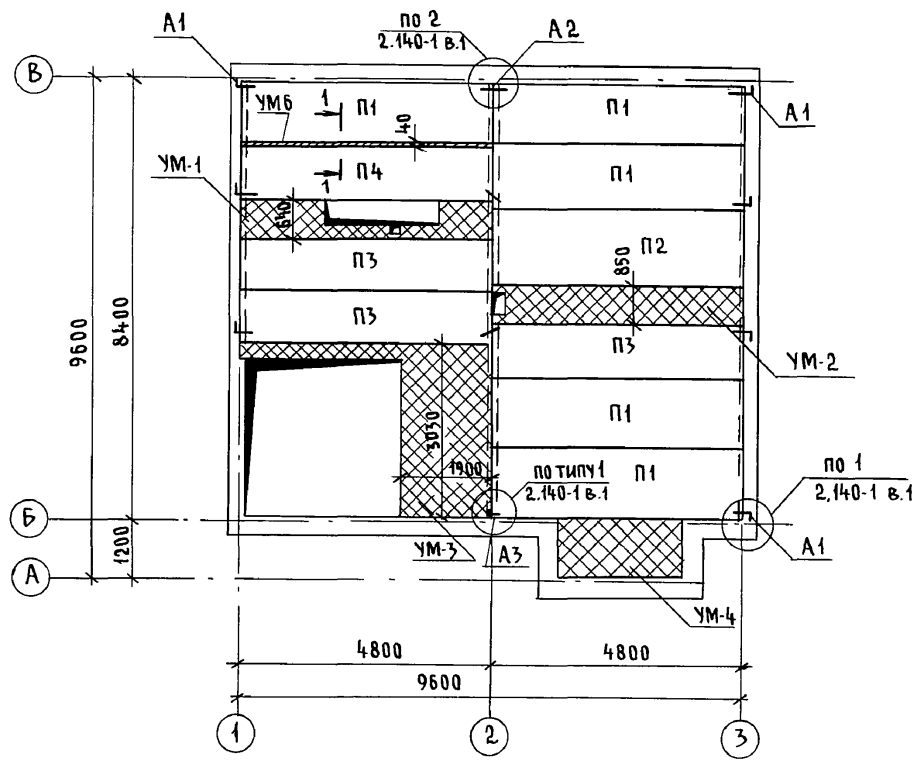 ПО 2
2.140-1 В.1
А1
А2
В
УМ6
1
П1
40
П1
А1
УМ-1
П4
1
П1
640
П3
850
П2
9600
8400
П3
П3
УМ-2
3030
П1
1900
ПО ТИПУ 1
2.140-1 В.1
П1
ПО 1
2.140-1 В.1
Б
1200
УМ-3
А3
А1
А
УМ-4
4800
4800
9600
1
2
3